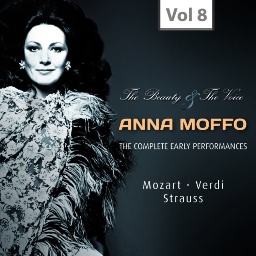 Vol 8
The Beauty & The Voice
ANNA MOFFO
THE COMPLETE EARLY PERFORMANCES
Mozart · Verdi
Strauss